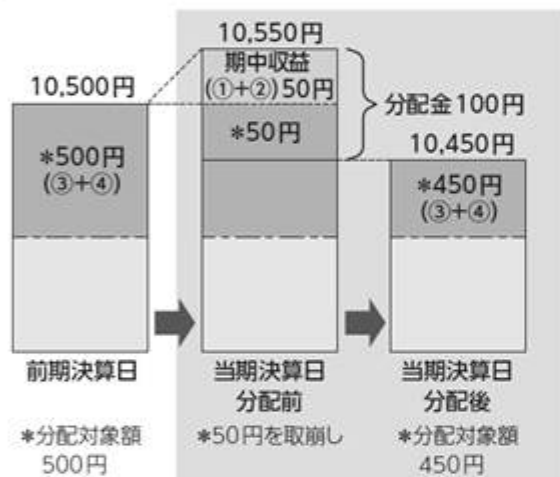 10,500円
*500円
(③+④)
前期決算日
*分配対象額
500円
10,550円
期中収益
(①+②)50円
*50円
分配金100円
当期決算日
分配前
*50円を取崩し
10,450円
*450円
(③+④)
当期決算日
分配後
*分配対象額
450円